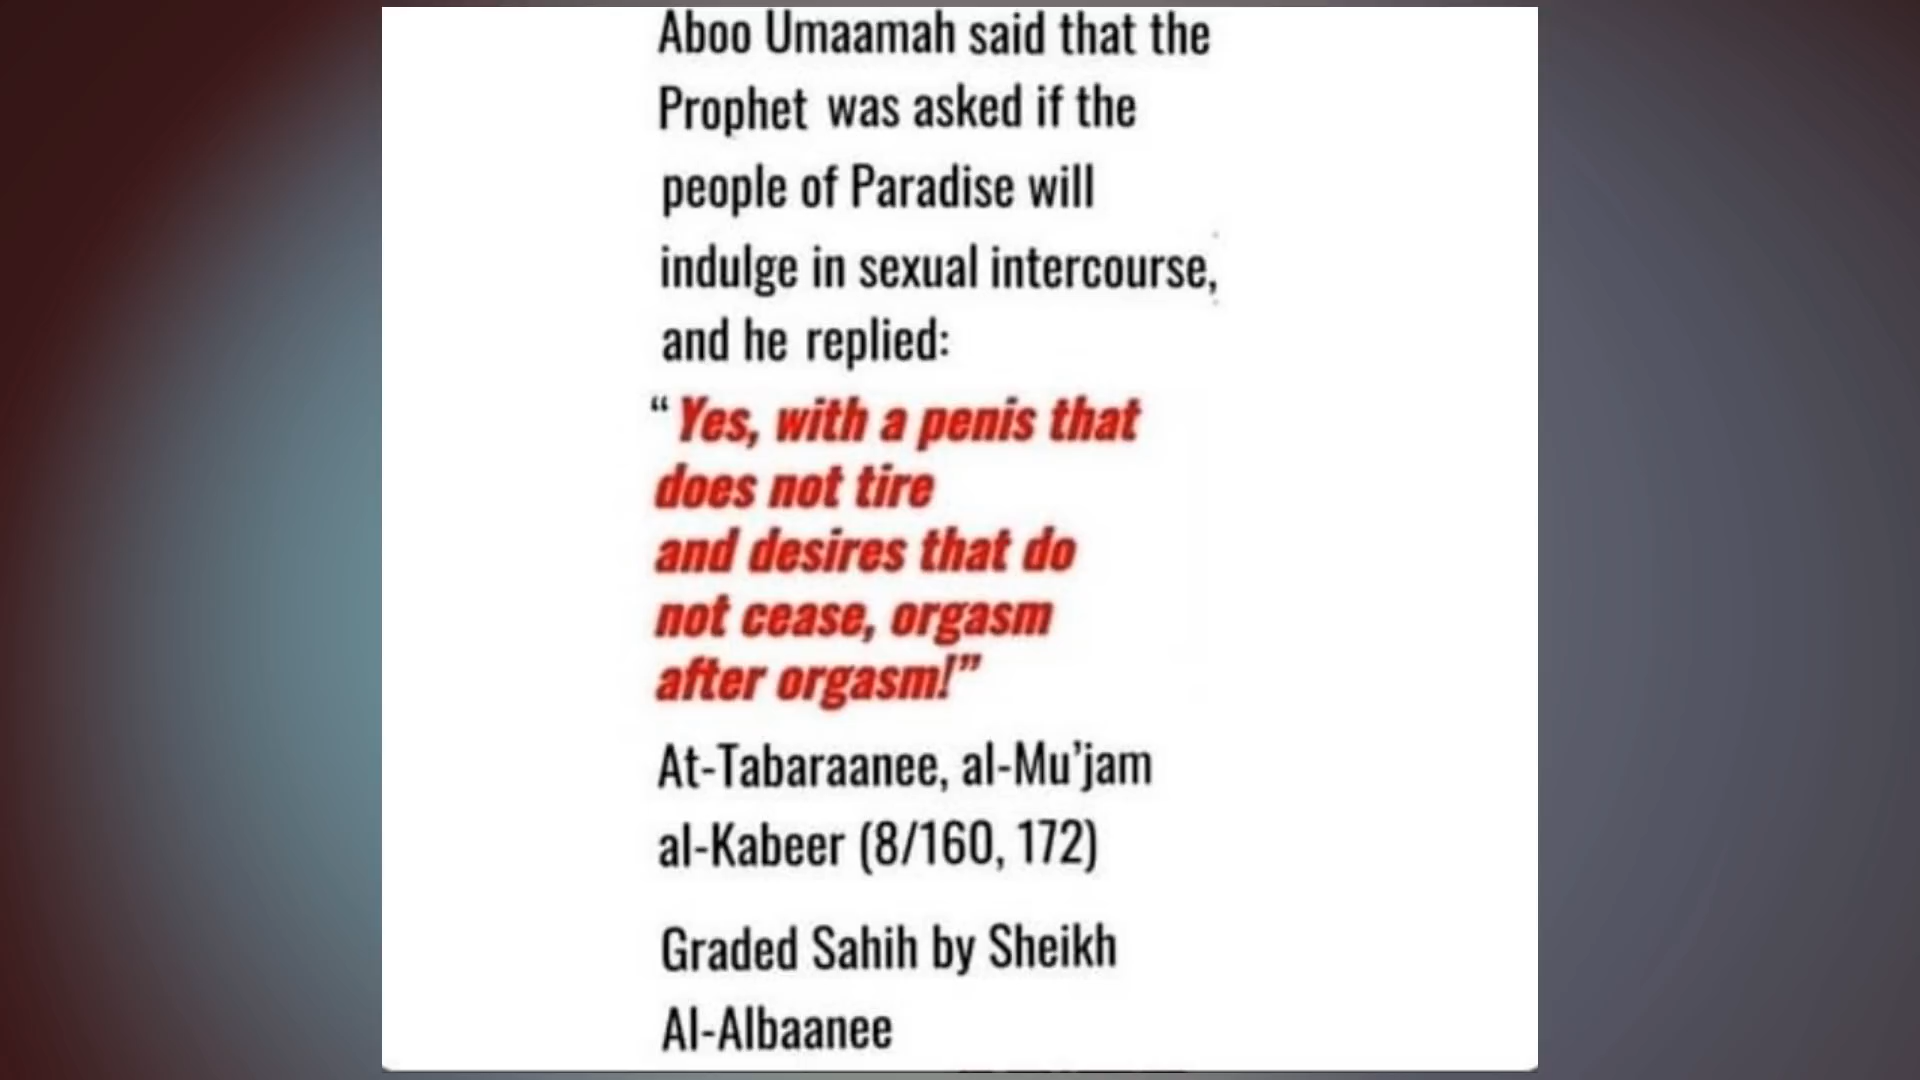 Aboo Umaamah said that the
Prophet was asked if the
people of Paradise will
indulge in sexual intercourse,
and he replied:
“Yes, with a penis that
does not tire
and desires that do
not cease, orgasm
after orgasm!”
At-Tabaraanee, al-Mu’jam
al-Kabeer (8/160, 172)
Graded Sahih by Sheikh
Al-Albaanee